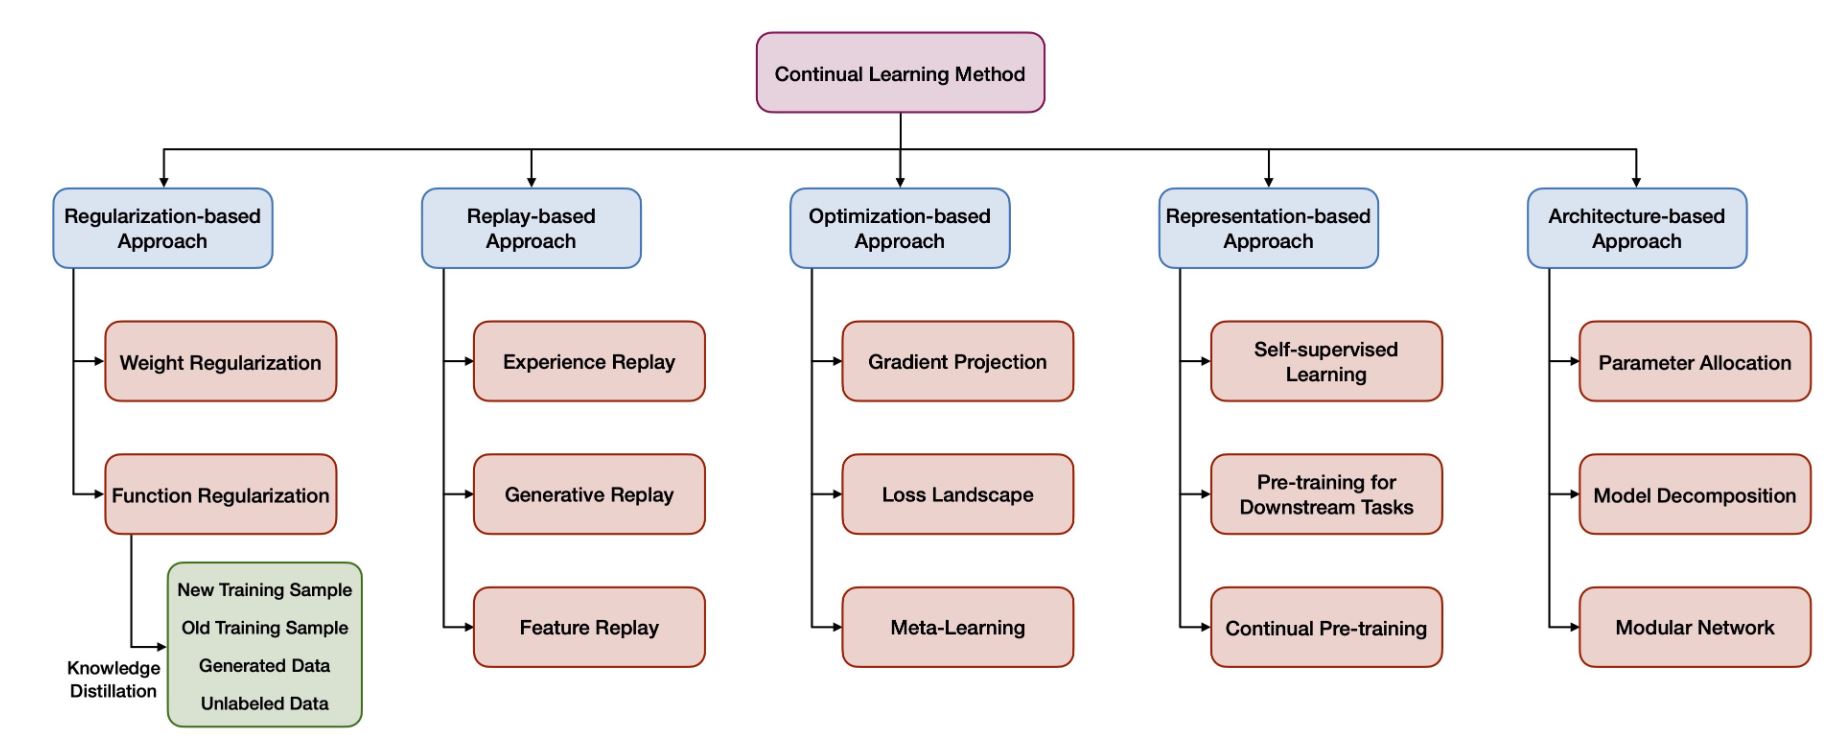 Continual Learning Method
Regularization-based
Approach
Replay-based
Approach
Optimization-based
Approach
Representation-based
Approach
Architecture-based
Approach
Weight Regularization
Function Regularization
Knowledge
Distillation
New Training Sample
Old Training Sample
Generated Data
Unlabeled Data
Experience Replay
Generative Replay
Feature Replay
Gradient Projection
Loss Landscape
Meta-Learning
Self-supervised
Learning
Pre-training for
Downstream Tasks
Continual Pre-training
Parameter Allocation
Model Decomposition
Modular Network